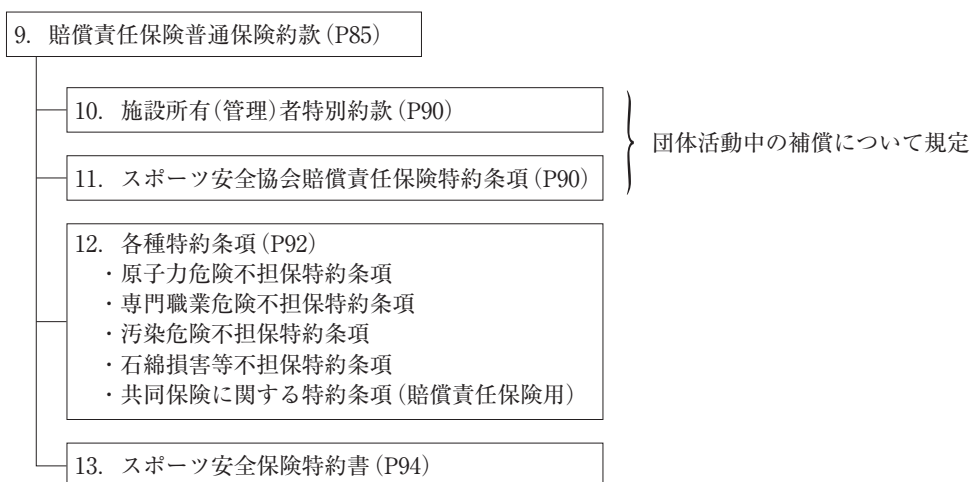 9. 賠償責任保険普通保険約款(P85)
10. 施設所有(管理)者特別約款(P90)
11. スポーツ安全協会賠償責任保険特約条項(P90)
団体活動中の補償について規定
12. 各種特約条項(P92)
・原子力危険不担保特約条項
・専門職業危険不担保特約条項
・汚染危険不担保特約条項
・石綿損害等不担保特約条項
・共同保険に関する特約条項(賠償責任保険用)
13. スポーツ安全保険特約書(P94)